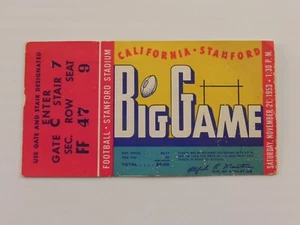 USE GATE AND STAIR DESIGNATED
ENTER
GATE STAIR 7
SEC. ROW SEAT
FF 47 9
FOOTBALL - STANFORD STADIUM
CALIFORNIA - STANFORD
BIG GAME
TOTAL
SATURDAY, NOVEMBER 21, 1953 - 1:30 P.M.